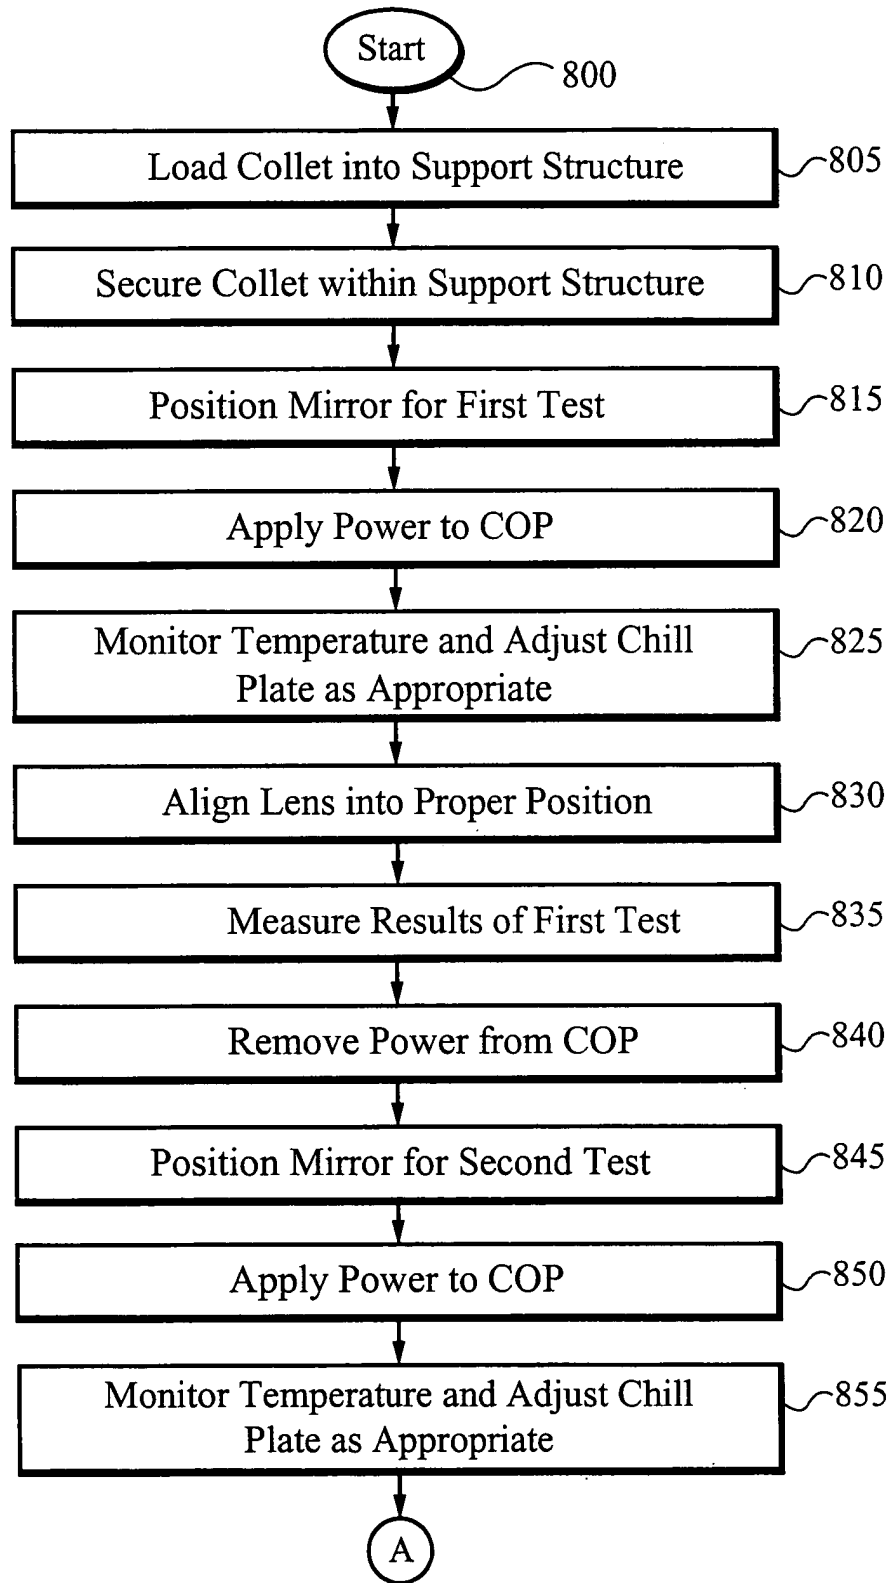 Start
800
Load Collet into Support Structure
805
Secure Collet within Support Structure
810
Position Mirror for First Test
815
Apply Power to COP
820
Monitor Temperature and Adjust Chill
Plate as Appropriate
825
Align Lens into Proper Position
830
Measure Results of First Test
835
Remove Power from COP
840
Position Mirror for Second Test
845
Apply Power to COP
850
Monitor Temperature and Adjust Chill
Plate as Appropriate
855
A